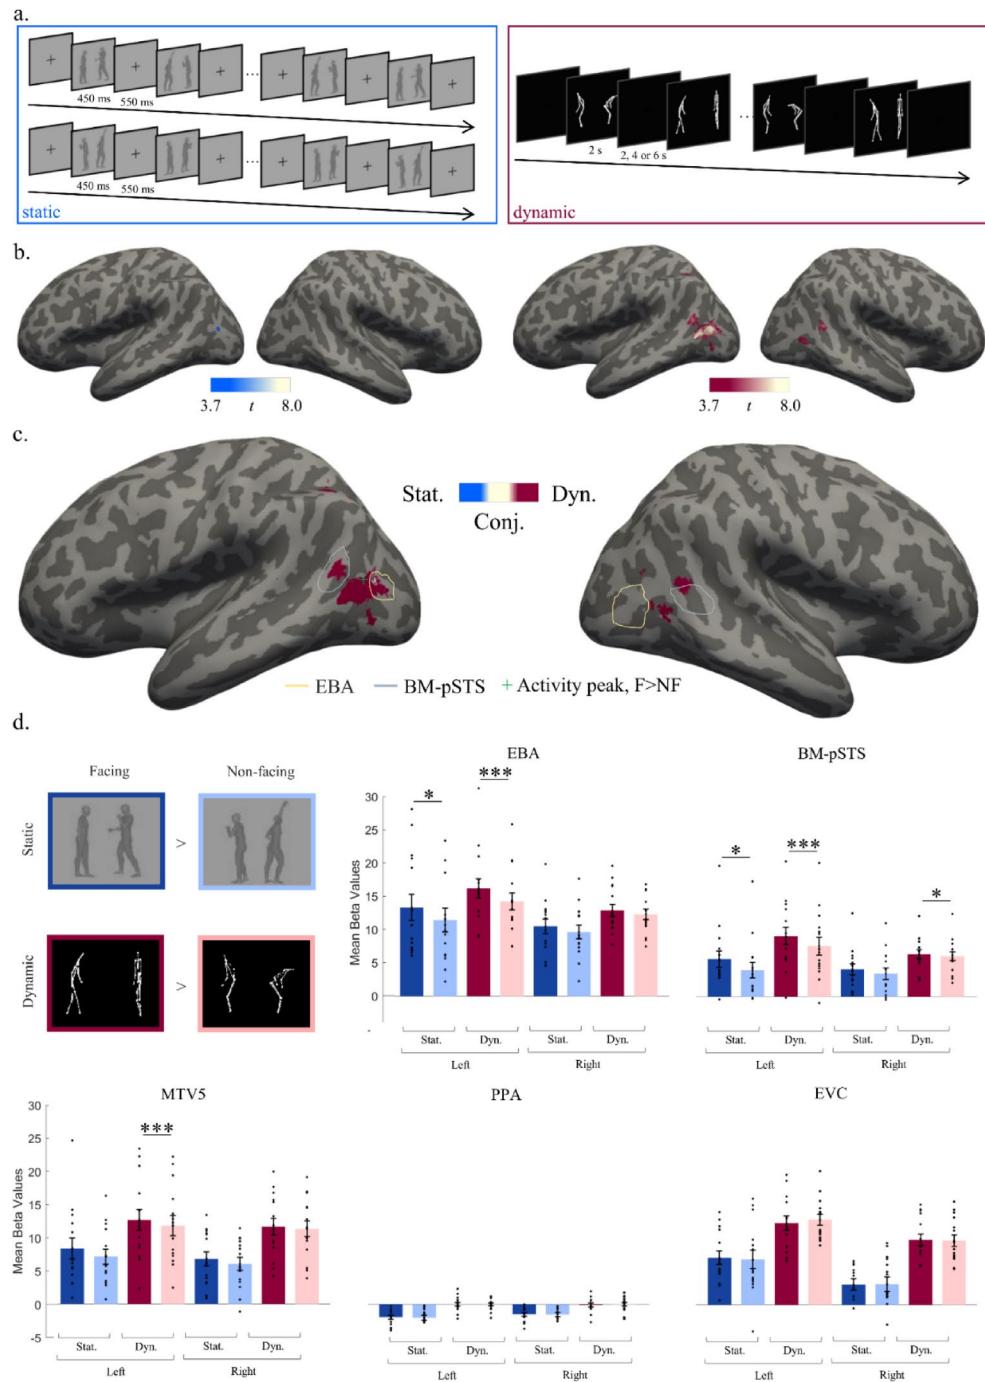 a.
450 ms 550 ms
...
450 ms 550 ms
...
static
2 s 2, 4 or 6 s
...
dynamic
b.
3.7 t 8.0
3.7 t 8.0
c.
Stat. Dyn.
Conj.
EBA BM-pSTS + Activity peak, F>NF
d.
Facing Non-facing
Static >
Dynamic >
EBA
Mean Beta Values
30
25
20
15
10
5
0
-
* ***
Stat. Dyn. Stat. Dyn.
Left Right
BM-pSTS
* *** *
Stat. Dyn. Stat. Dyn.
Left Right
MTV5
Mean Beta Values
30
25
20
15
10
5
0
-5
***
Stat. Dyn. Stat. Dyn.
Left Right
PPA
Stat. Dyn. Stat. Dyn.
Left Right
EVC
Stat. Dyn. Stat. Dyn.
Left Right